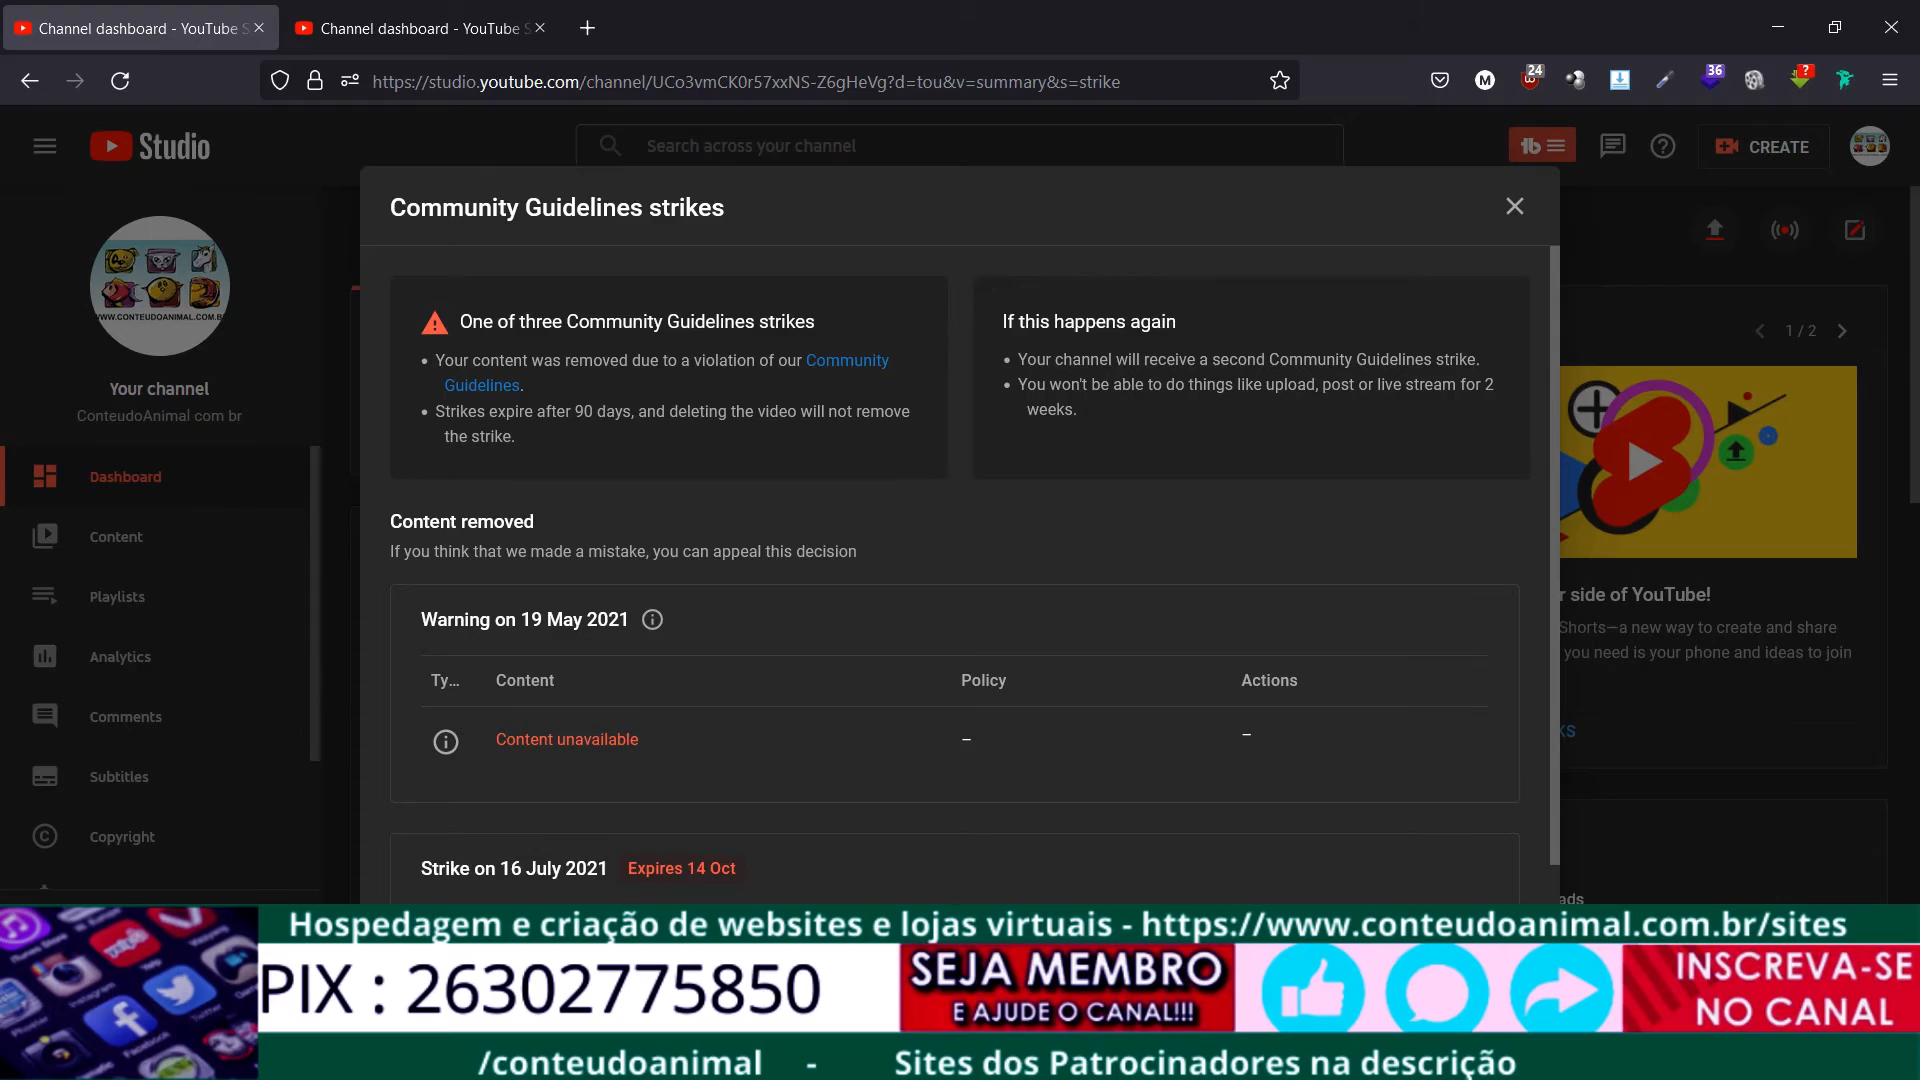 Channel dashboard - YouTube S
Channel dashboard - YouTube S
https://studio.youtube.com/channel/UCo3vmCK0r57xxNS-Z6gHeVg?d=tou&v=summary&s=strike
M
24
36
?
Studio
Search across your channel
CREATE
Community Guidelines strikes
WWW.CONTEUDOANIMAL.COM.B
Your channel
ConteudoAnimal com br
Dashboard
Content
Playlists
Analytics
Comments
Subtitles
Copyright
One of three Community Guidelines strikes
Your content was removed due to a violation of our Community
Guidelines.
Strikes expire after 90 days, and deleting the video will not remove
the strike.
If this happens again
Your channel will receive a second Community Guidelines strike.
You won't be able to do things like upload, post or live stream for 2
weeks.
1 / 2
Content removed
If you think that we made a mistake, you can appeal this decision
Warning on 19 May 2021
Ty... Content Policy Actions
Content unavailable – –
Strike on 16 July 2021 Expires 14 Oct
r side of YouTube!
Shorts—a new way to create and share
you need is your phone and ideas to join
KS
ads
Hospedagem e criação de websites e lojas virtuais - https://www.conteudoanimal.com.br/sites
PIX : 26302775850
SEJA MEMBRO
E AJUDE O CANAL!!!
INSCREVA-SE
NO CANAL
/conteudoanimal - Sites dos Patrocinadores na descrição